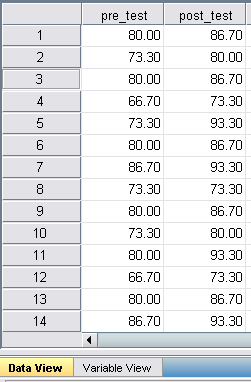 pre_test post_test
1 80.00 86.70
2 73.30 80.00
3 80.00 86.70
4 66.70 73.30
5 73.30 93.30
6 80.00 86.70
7 86.70 93.30
8 73.30 73.30
9 80.00 86.70
10 73.30 80.00
11 80.00 93.30
12 66.70 73.30
13 80.00 86.70
14 86.70 93.30
Data View Variable View